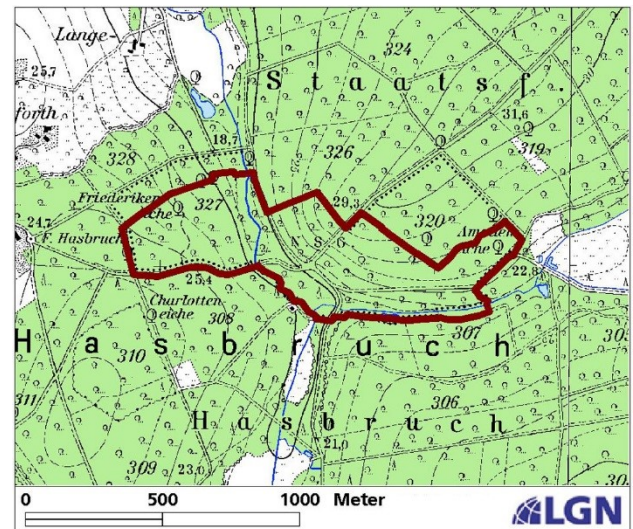 Lange-
324
25,7
Staatsf.
forth
31,6
18,7
326
319
328
Friederiken
327
29,3
320
eiche
24,7
F. Hasbruch
NSG
22,8
25,4
Charlotten
eiche
308
307
Hasbruch
310
305
311
306
Hasbruch
21,0
309
23,0
0 500 1000 Meter
LGN